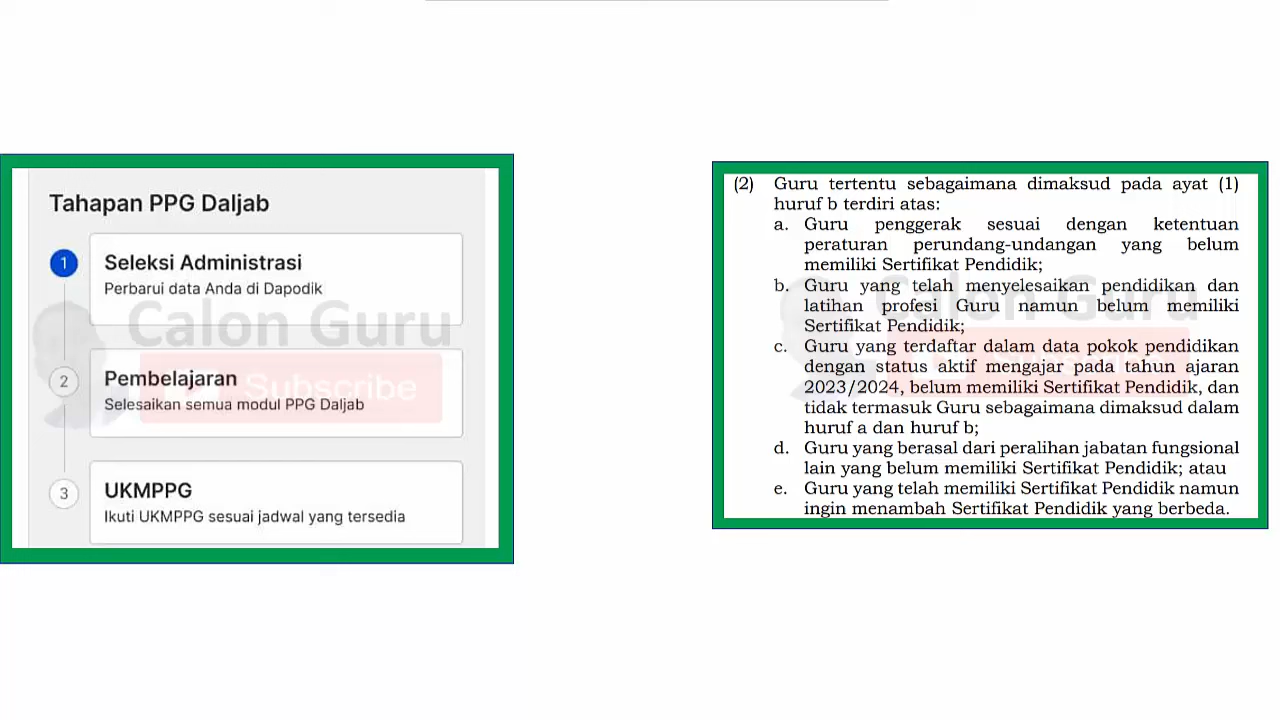 Tahapan PPG Daljab
1
Seleksi Administrasi
Perbarui data Anda di Dapodik
2
Pembelajaran
Selesaikan semua modul PPG Daljab
3
UKMPPG
Ikuti UKMPPG sesuai jadwal yang tersedia
Calon Guru
Subscribe
(2) Guru tertentu sebagaimana dimaksud pada ayat (1)
huruf b terdiri atas:
a. Guru penggerak sesuai dengan ketentuan
peraturan perundang-undangan yang belum
memiliki Sertifikat Pendidik;
b. Guru yang telah menyelesaikan pendidikan dan
latihan profesi Guru namun belum memiliki
Sertifikat Pendidik;
c. Guru yang terdaftar dalam data pokok pendidikan
dengan status aktif mengajar pada tahun ajaran
2023/2024, belum memiliki Sertifikat Pendidik, dan
tidak termasuk Guru sebagaimana dimaksud dalam
huruf a dan huruf b;
d. Guru yang berasal dari peralihan jabatan fungsional
lain yang belum memiliki Sertifikat Pendidik; atau
e. Guru yang telah memiliki Sertifikat Pendidik namun
ingin menambah Sertifikat Pendidik yang berbeda.
Calon Guru